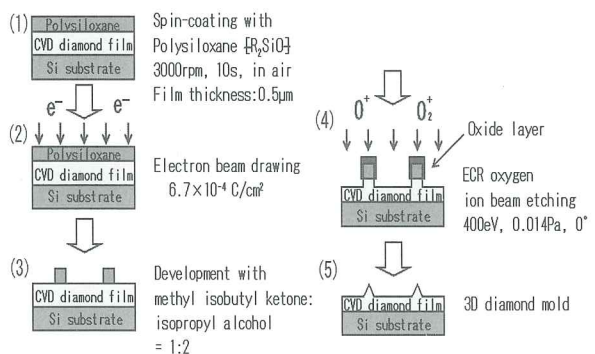 (1)
Polysiloxane
CVD diamond film
Si substrate
Spin-coating with
Polysiloxane [R₂SiO]
3000rpm, 10s, in air
Film thickness:0.5μm
e⁻ e⁻
(2)
Polysiloxane
CVD diamond film
Si substrate
Electron beam drawing
6.7×10⁻⁴ C/cm²
(3)
CVD diamond film
Si substrate
Development with
methyl isobutyl ketone:
isopropyl alcohol
= 1:2
(4)
O⁺ O₂⁺
Oxide layer
CVD diamond film
Si substrate
ECR oxygen
ion beam etching
400eV, 0.014Pa, 0°
(5)
CVD diamond film
Si substrate
3D diamond mold